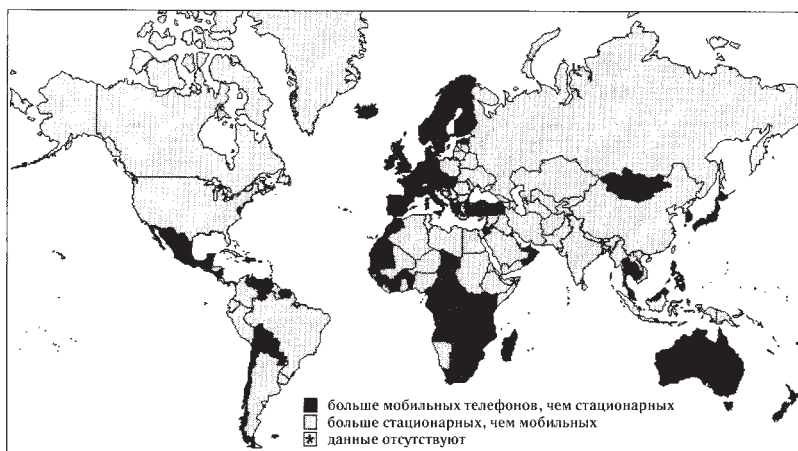 больше мобильных телефонов, чем стационарных
больше стационарных, чем мобильных
* данные отсутствуют